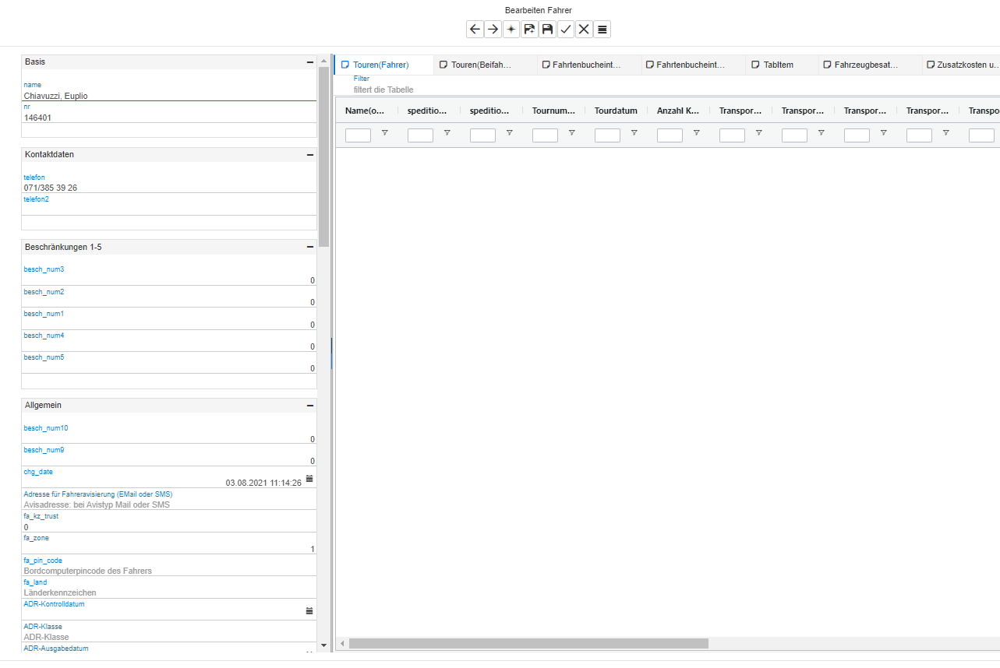 Bearbeiten Fahrer
Basis
name
Chiavuzzi, Euplio
nr
146401
Kontaktdaten
telefon
071/385 39 26
telefon2
Beschränkungen 1-5
besch_num3
0
besch_num2
0
besch_num1
0
besch_num4
0
besch_num5
0
Allgemein
besch_num10
0
besch_num9
0
chg_date
03.08.2021 11:14:26
Adresse für Fahreravisierung (EMail oder SMS)
Avisadresse: bei Avistyp Mail oder SMS
fa_kz_trust
0
fa_zone
1
fa_pin_code
Bordcomputerpincode des Fahrers
fa_land
Länderkennzeichen
ADR-Kontrolldatum
ADR-Klasse
ADR-Klasse
ADR-Ausgabedatum
Touren(Fahrer) Touren(Beifah... Fahrtenbucheint... Fahrtenbucheint... TabItem Fahrzeugbesat... Zusatzkosten u...
Filter
filtert die Tabelle
Name(o... speditio... speditio... Tournum... Tourdatum Anzahl K... Transpor... Transpor... Transpor... Transpor... Transpo